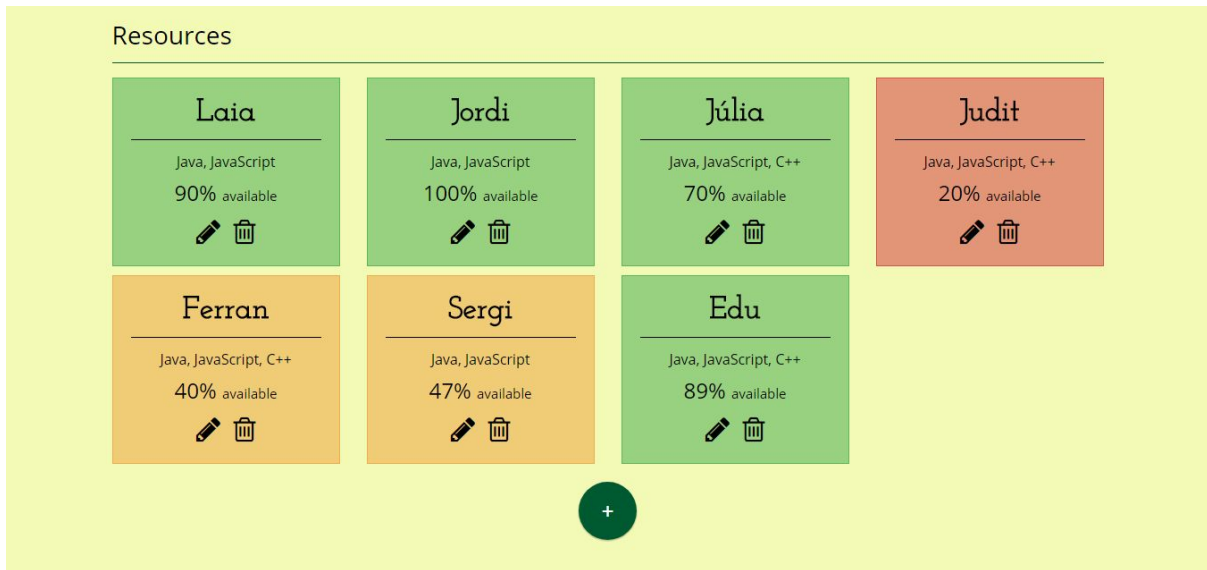 Resources
Laia
Java, JavaScript
90% available
Jordi
Java, JavaScript
100% available
Júlia
Java, JavaScript, C++
70% available
Judit
Java, JavaScript, C++
20% available
Ferran
Java, JavaScript, C++
40% available
Sergi
Java, JavaScript
47% available
Edu
Java, JavaScript, C++
89% available
+